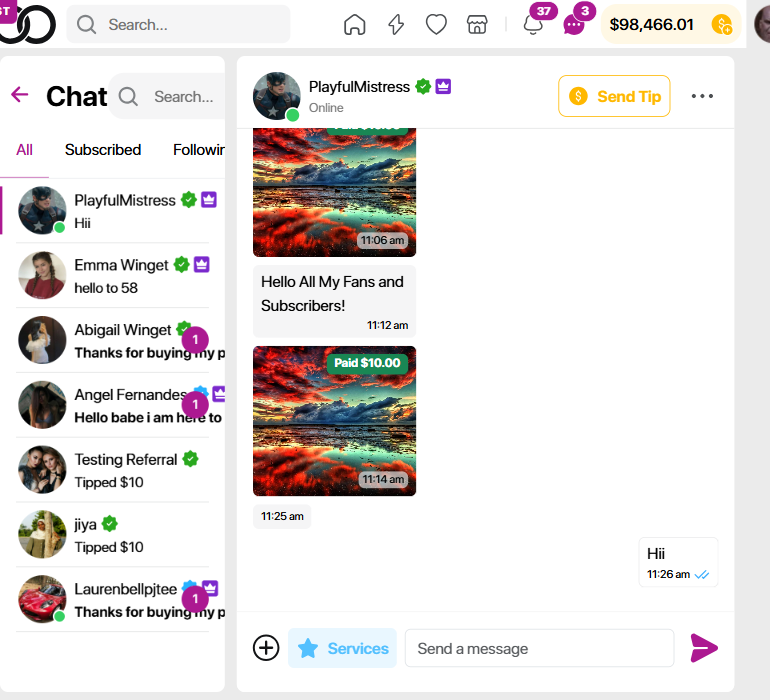 ST
Search...
37
3
$98,466.01
Chat
Search...
All
Subscribed
Followin
PlayfulMistress
Hii
Emma Winget
hello to 58
Abigail Winget
1
Thanks for buying my p
Angel Fernandes
1
Hello babe i am here to
Testing Referral
Tipped $10
jiya
Tipped $10
Laurenbellpjtee
1
Thanks for buying my p
PlayfulMistress
Online
Send Tip
11:06 am
Hello All My Fans and
Subscribers!
11:12 am
Paid $10.00
11:14 am
11:25 am
Hii
11:26 am
Services
Send a message